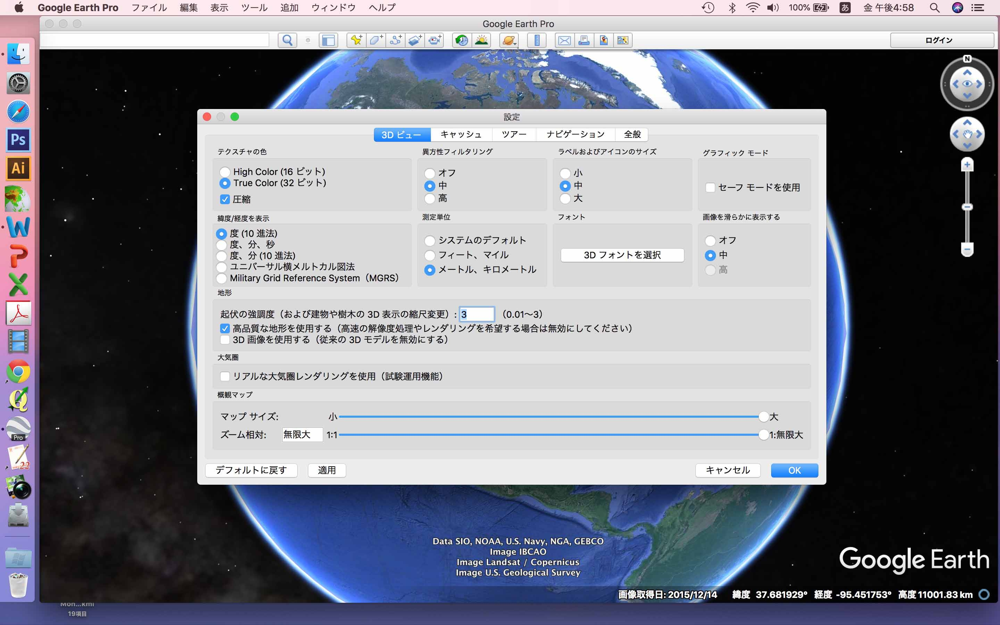 Google Earth Pro ファイル 編集 表示 ツール 追加 ウィンドウ ヘルプ 100% あ 金 午後4:58
Google Earth Pro
ログイン
N
設定
3D ビュー キャッシュ ツアー ナビゲーション 全般
テクスチャの色
High Color (16 ビット)
True Color (32 ビット)
圧縮
異方性フィルタリング
オフ
中
高
ラベルおよびアイコンのサイズ
小
中
大
グラフィック モード
セーフ モードを使用
緯度/経度を表示
度 (10 進法)
度、分、秒
度、分 (10 進法)
ユニバーサル横メルトカル図法
Military Grid Reference System（MGRS）
測定単位
システムのデフォルト
フィート、マイル
メートル、キロメートル
フォント
3D フォントを選択
画像を滑らかに表示する
オフ
中
高
地形
起伏の強調度（および建物や樹木の 3D 表示の縮尺変更）: 3 （0.01〜3）
高品質な地形を使用する（高速の解像度処理やレンダリングを希望する場合は無効にしてください）
3D 画像を使用する（従来の 3D モデルを無効にする）
大気圏
リアルな大気圏レンダリングを使用（試験運用機能）
概観マップ
マップ サイズ: 小 大
ズーム相対: 無限大 1:1 1:無限大
デフォルトに戻す 適用 キャンセル OK
Data SIO, NOAA, U.S. Navy, NGA, GEBCO
Image IBCAO
Image Landsat / Copernicus
Image U.S. Geological Survey
Google Earth
画像取得日: 2015/12/14 緯度 37.681929° 経度 -95.451753° 高度 11001.83 km
Ps
Ai
Pro
22
Mon...kml
19項目